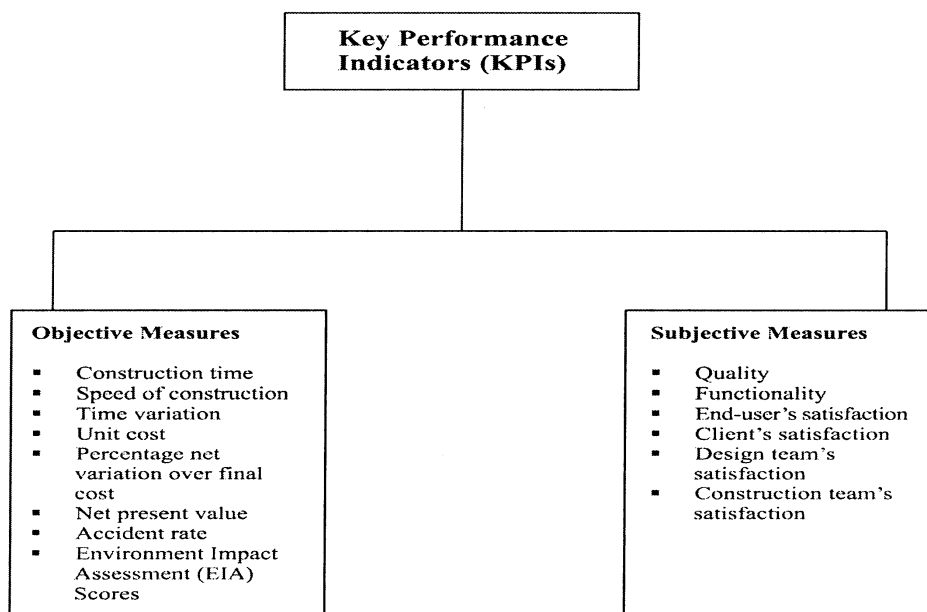 Key Performance
Indicators (KPIs)
Objective Measures
▪ Construction time
▪ Speed of construction
▪ Time variation
▪ Unit cost
▪ Percentage net
variation over final
cost
▪ Net present value
▪ Accident rate
▪ Environment Impact
Assessment (EIA)
Scores
Subjective Measures
▪ Quality
▪ Functionality
▪ End-user's satisfaction
▪ Client's satisfaction
▪ Design team's
satisfaction
▪ Construction team's
satisfaction